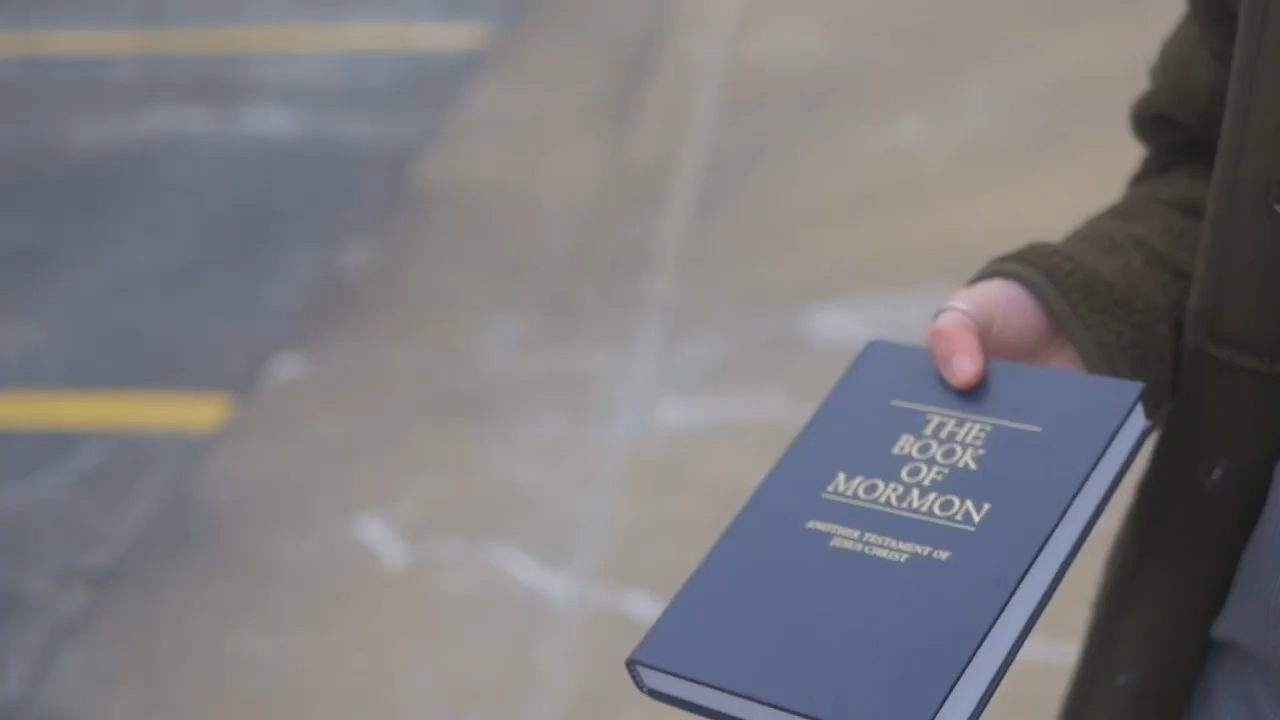 THE
BOOK
OF
MORMON
ANOTHER TESTAMENT OF
JESUS CHRIST